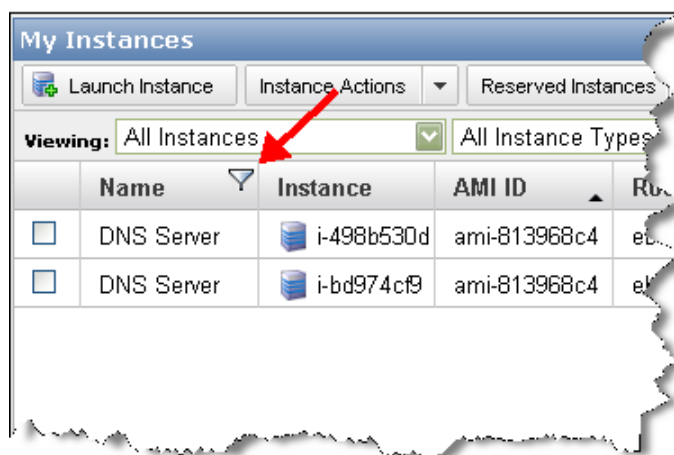 My Instances
Launch Instance Instance Actions Reserved Instances
Viewing: All Instances All Instance Types
Name Instance AMI ID
DNS Server i-498b530d ami-813968c4
DNS Server i-bd974cf9 ami-813968c4